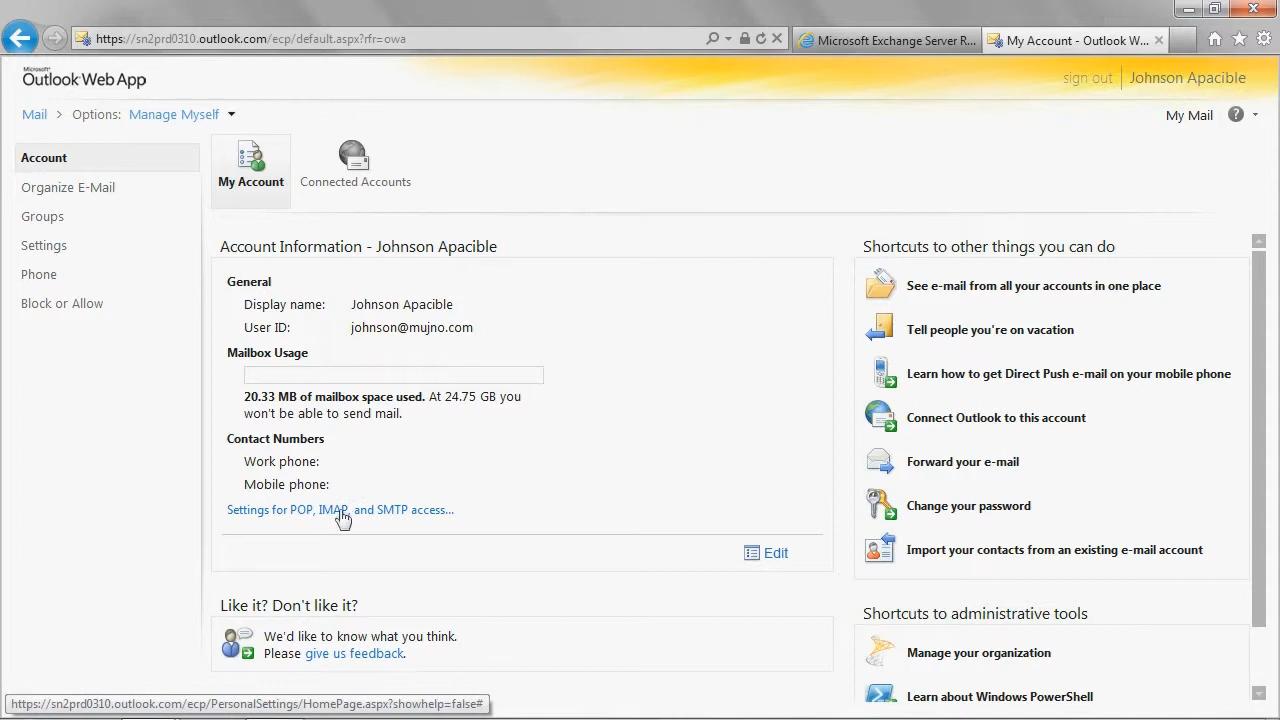 https://sn2prd0310.outlook.com/ecp/default.aspx?rfr=owa
Microsoft Exchange Server R...
My Account - Outlook W...
Microsoft®
Outlook Web App
sign out
Johnson Apacible
Mail > Options: Manage Myself
My Mail
?
Account
Organize E-Mail
Groups
Settings
Phone
Block or Allow
My Account
Connected Accounts
Account Information - Johnson Apacible
General
Display name: Johnson Apacible
User ID: johnson@mujno.com
Mailbox Usage
20.33 MB of mailbox space used. At 24.75 GB you
won't be able to send mail.
Contact Numbers
Work phone:
Mobile phone:
Settings for POP, IMAP, and SMTP access...
Edit
Like it? Don't like it?
We'd like to know what you think.
Please give us feedback.
Shortcuts to other things you can do
See e-mail from all your accounts in one place
Tell people you're on vacation
Learn how to get Direct Push e-mail on your mobile phone
Connect Outlook to this account
Forward your e-mail
Change your password
Import your contacts from an existing e-mail account
Shortcuts to administrative tools
Manage your organization
Learn about Windows PowerShell
https://sn2prd0310.outlook.com/ecp/PersonalSettings/HomePage.aspx?showhelp=false#